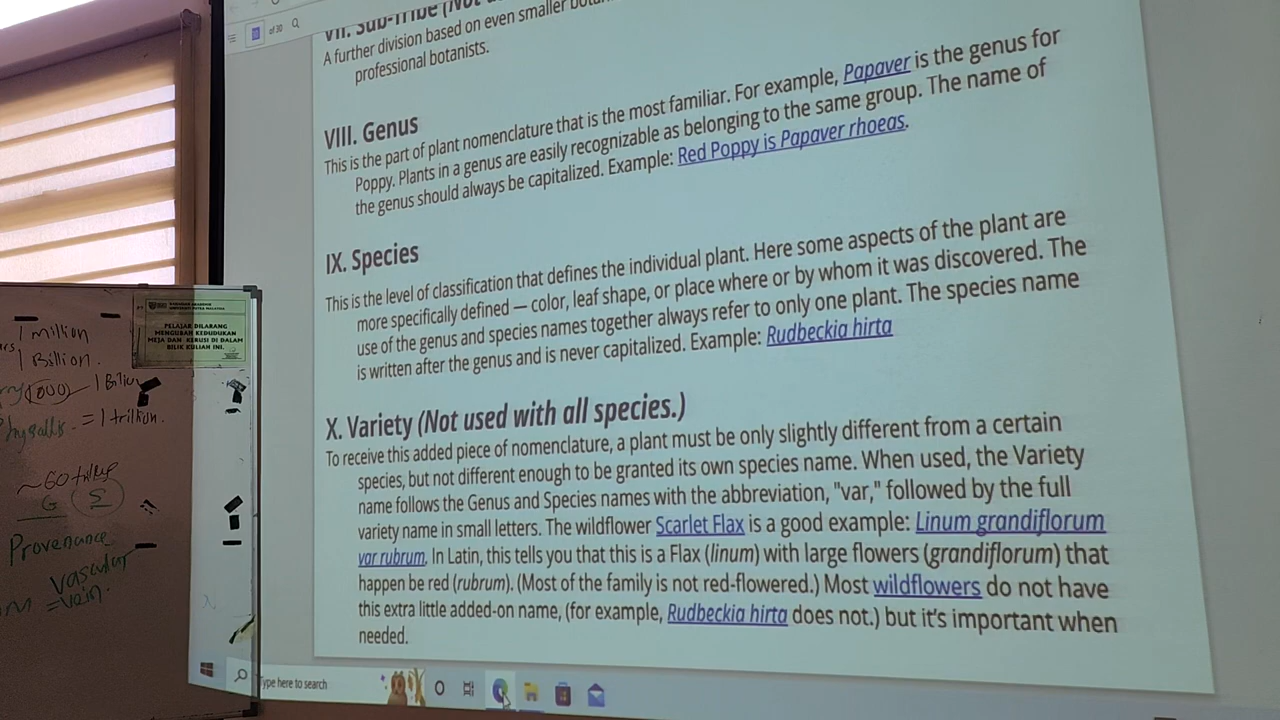 of 30
VII. Sub-Tribe (Not
A further division based on even smaller
professional botanists.
VIII. Genus
This is the part of plant nomenclature that is the most familiar. For example, Papaver is the genus for
Poppy. Plants in a genus are easily recognizable as belonging to the same group. The name of
the genus should always be capitalized. Example: Red Poppy is Papaver rhoeas.
IX. Species
This is the level of classification that defines the individual plant. Here some aspects of the plant are
more specifically defined — color, leaf shape, or place where or by whom it was discovered. The
use of the genus and species names together always refer to only one plant. The species name
is written after the genus and is never capitalized. Example: Rudbeckia hirta
X. Variety (Not used with all species.)
To receive this added piece of nomenclature, a plant must be only slightly different from a certain
species, but not different enough to be granted its own species name. When used, the Variety
name follows the Genus and Species names with the abbreviation, "var," followed by the full
variety name in small letters. The wildflower Scarlet Flax is a good example: Linum grandiflorum
var rubrum. In Latin, this tells you that this is a Flax (linum) with large flowers (grandiflorum) that
happen be red (rubrum). (Most of the family is not red-flowered.) Most wildflowers do not have
this extra little added-on name, (for example, Rudbeckia hirta does not.) but it's important when
needed.
Type here to search
PELAJAR DILARANG
MENGUBAH KEDUDUKAN
MEJA DAN KERUSI DI DALAM
BILIK KULIAH INI.
1 million
1 Billion.
1 Billion
= 1 trillion.
G S
Provenance
vascular
=vein.